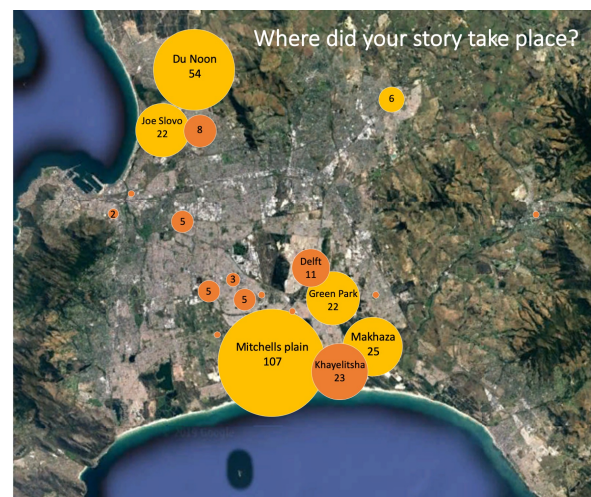 Where did your story take place?
Du Noon
54
6
Joe Slovo
22
8
2
5
Delft
11
3
5
5
Green Park
22
Mitchells plain
107
Makhaza
25
Khayelitsha
23